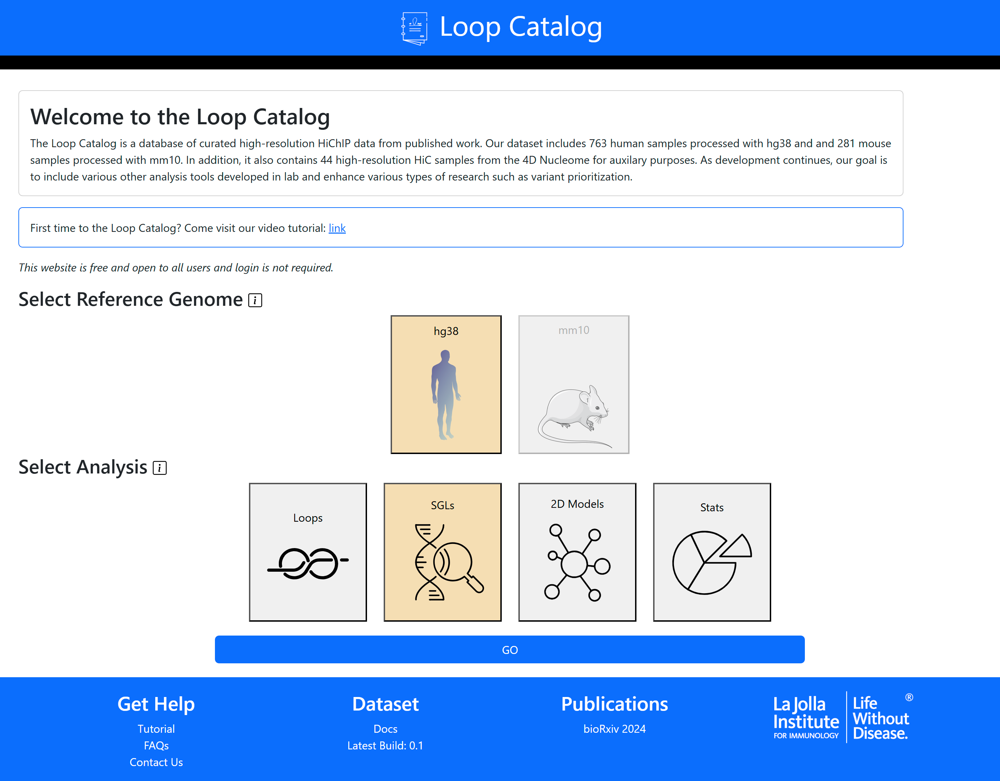 Loop Catalog
Welcome to the Loop Catalog
The Loop Catalog is a database of curated high-resolution HiChIP data from published work. Our dataset includes 763 human samples processed with hg38 and and 281 mouse
samples processed with mm10. In addition, it also contains 44 high-resolution HiC samples from the 4D Nucleome for auxilary purposes. As development continues, our goal is
to include various other analysis tools developed in lab and enhance various types of research such as variant prioritization.
First time to the Loop Catalog? Come visit our video tutorial: link
This website is free and open to all users and login is not required.
Select Reference Genome i
hg38
mm10
Select Analysis i
Loops
SGLs
2D Models
Stats
GO
Get Help
Tutorial
FAQs
Contact Us
Dataset
Docs
Latest Build: 0.1
Publications
bioRxiv 2024
La Jolla
Institute
FOR IMMUNOLOGY
Life ®
Without
Disease.